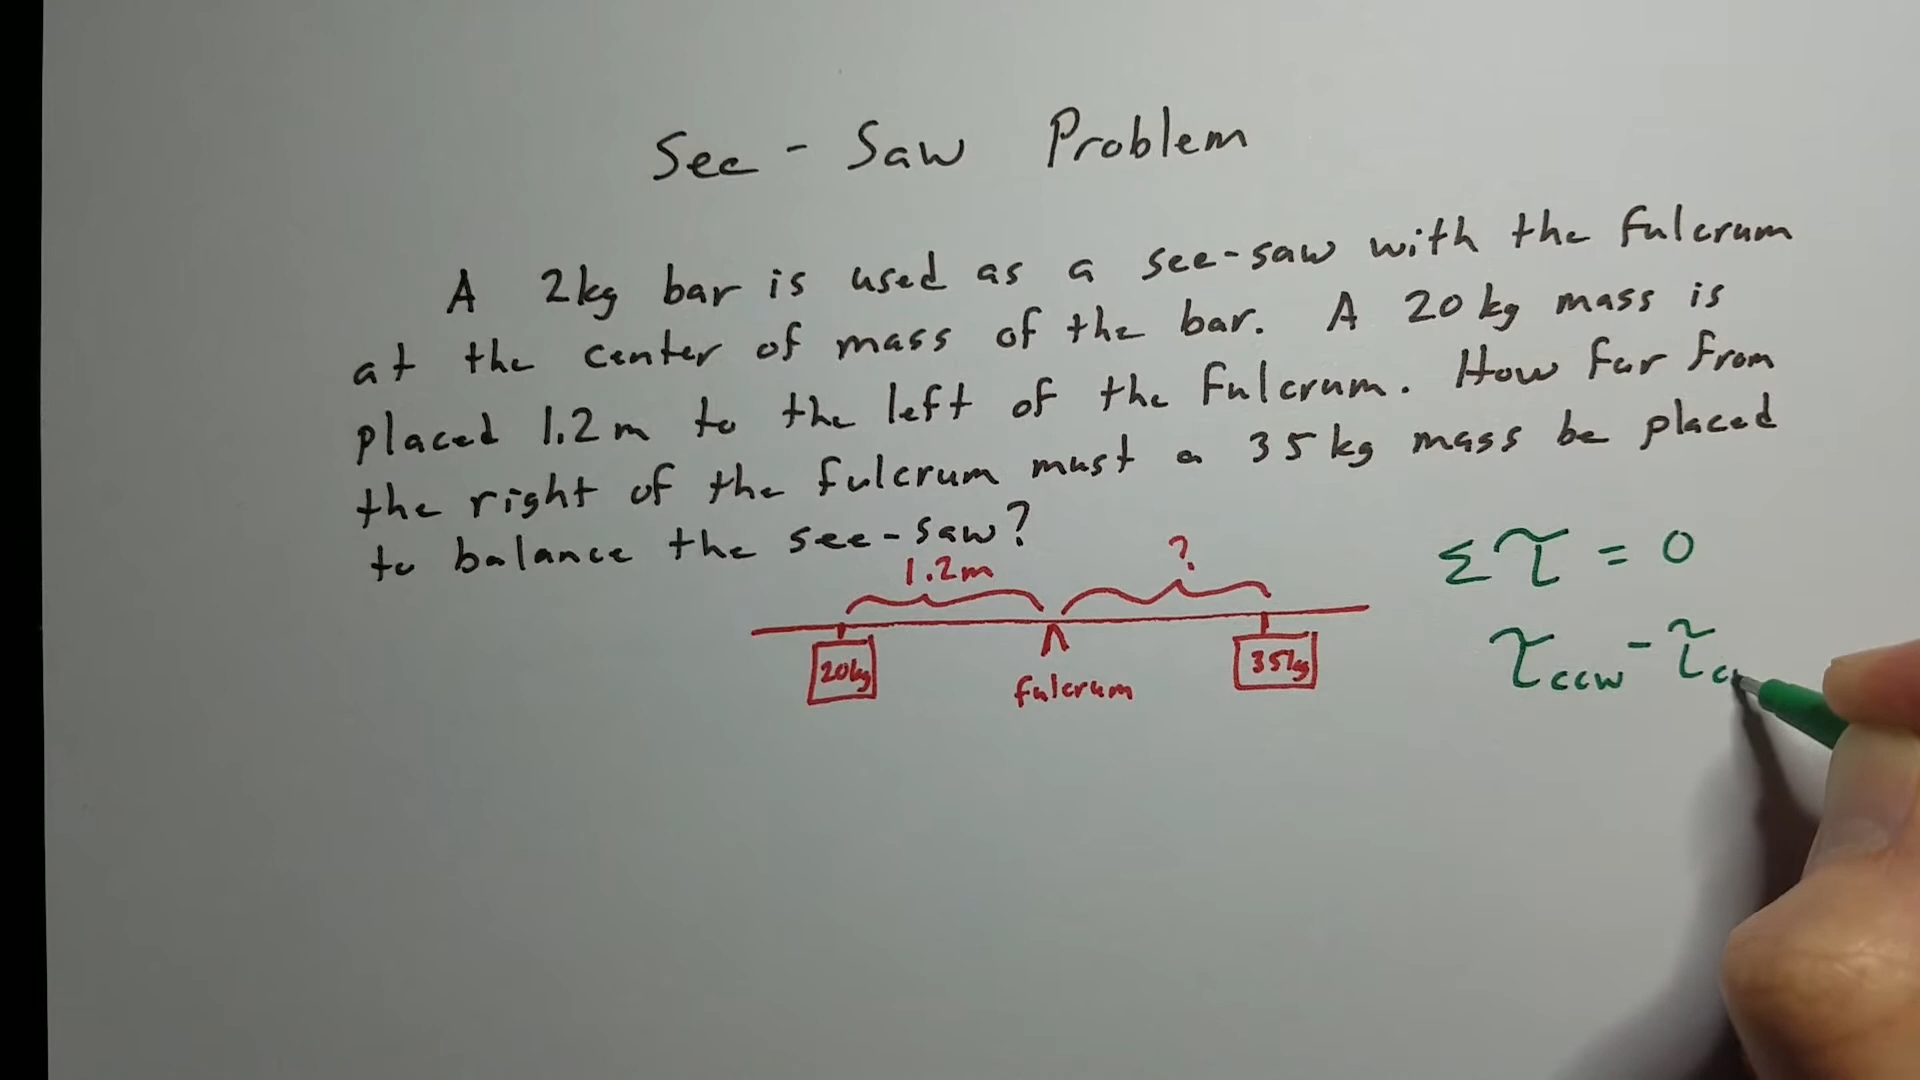 See-Saw Problem
A 2kg bar is used as a see-saw with the fulcrum
at the center of mass of the bar. A 20kg mass is
placed 1.2m to the left of the fulcrum. How far from
the right of the fulcrum must a 35kg mass be placed
to balance the see-saw?
1.2m ?
20kg 35kg
fulcrum
Στ = 0
τccw - τc